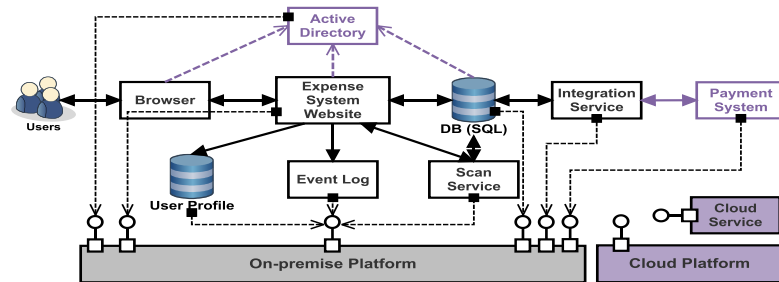 Active
Directory
Users
Browser
Expense
System
Website
DB (SQL)
Integration
Service
Payment
System
User Profile
Event Log
Scan
Service
Cloud
Service
On-premise Platform
Cloud Platform